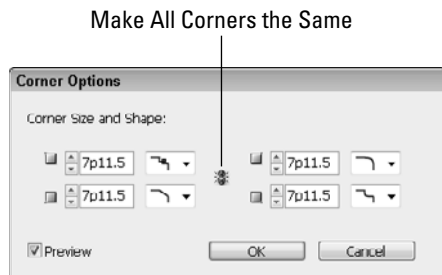 Make All Corners the Same
Corner Options
Corner Size and Shape:
7p11.5 7p11.5
7p11.5 7p11.5
Preview OK Cancel